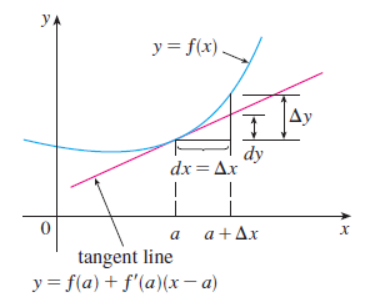 y
y = f(x)
Δy
dy
dx = Δx
0
a
a + Δx
x
tangent line
y = f(a) + f'(a)(x − a)